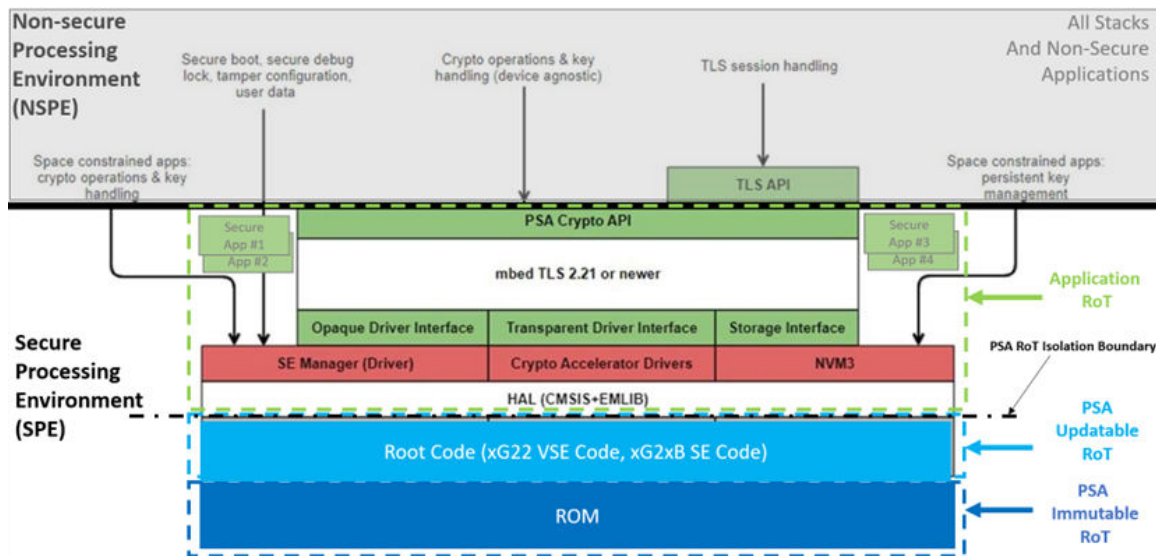 Non-secure
Processing
Environment
(NSPE)
Secure boot, secure debug
lock, tamper configuration,
user data
Crypto operations & key
handling (device agnostic)
TLS session handling
All Stacks
And Non-Secure
Applications
Space constrained apps:
crypto operations & key
handling
Space constrained apps:
persistent key
management
TLS API
PSA Crypto API
Secure
App #1
App #2
Secure
App #3
App #4
mbed TLS 2.21 or newer
Application
RoT
Opaque Driver Interface
Transparent Driver Interface
Storage Interface
Secure
Processing
Environment
(SPE)
SE Manager (Driver)
Crypto Accelerator Drivers
NVM3
PSA RoT Isolation Boundary
HAL (CMSIS+EMLIB)
Root Code (xG22 VSE Code, xG2xB SE Code)
PSA
Updatable
RoT
ROM
PSA
Immutable
RoT